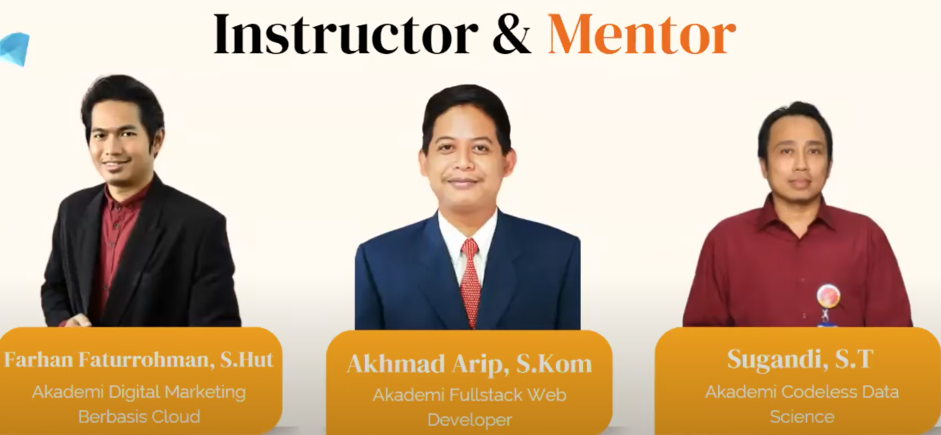 Instructor & Mentor
Farhan Faturrohman, S.Hut
Akademi Digital Marketing
Berbasis Cloud
Akhmad Arip, S.Kom
Akademi Fullstack Web
Developer
Sugandi, S.T
Akademi Codeless Data
Science